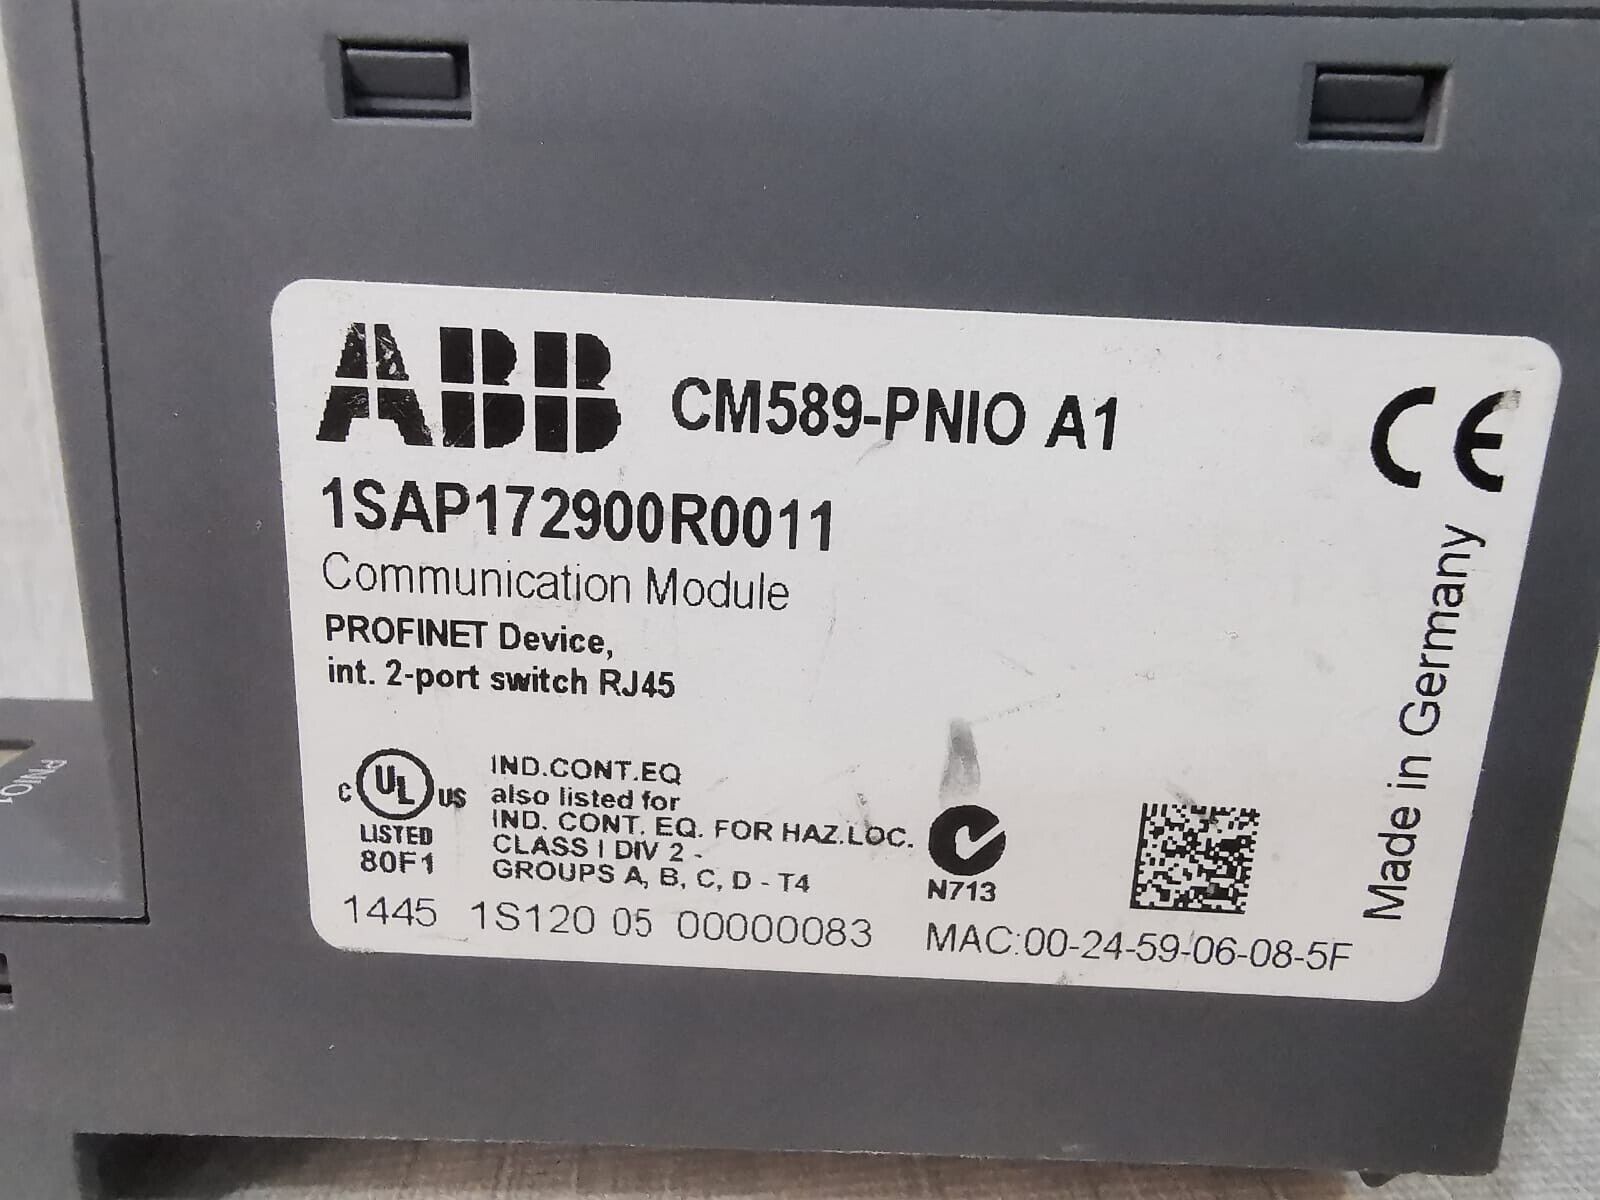 ABB CM589-PNIO A1
CE
1SAP172900R0011
Communication Module
PROFINET Device,
int. 2-port switch RJ45
Made in Germany
C UL US
LISTED
80F1
IND.CONT.EQ
also listed for
IND. CONT. EQ. FOR HAZ.LOC.
CLASS I DIV 2 .
GROUPS A, B, C, D - T4
N713
1445 1S120 05 00000083 MAC:00-24-59-06-08-5F
PNIO1